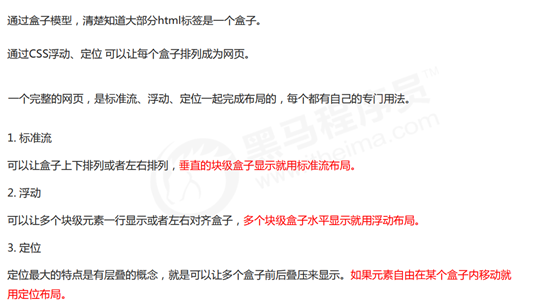 通过盒子模型，清楚知道大部分html标签是一个盒子。
通过CSS浮动、定位 可以让每个盒子排列成为网页。
一个完整的网页，是标准流、浮动、定位一起完成布局的，每个都有自己的专门用法。
1. 标准流
可以让盒子上下排列或者左右排列，垂直的块级盒子显示就用标准流布局。
2. 浮动
可以让多个块级元素一行显示或者左右对齐盒子，多个块级盒子水平显示就用浮动布局。
3. 定位
定位最大的特点是有层叠的概念，就是可以让多个盒子前后叠压来显示。如果元素自由在某个盒子内移动就
用定位布局。
黑马程序员™
www.itheima.com